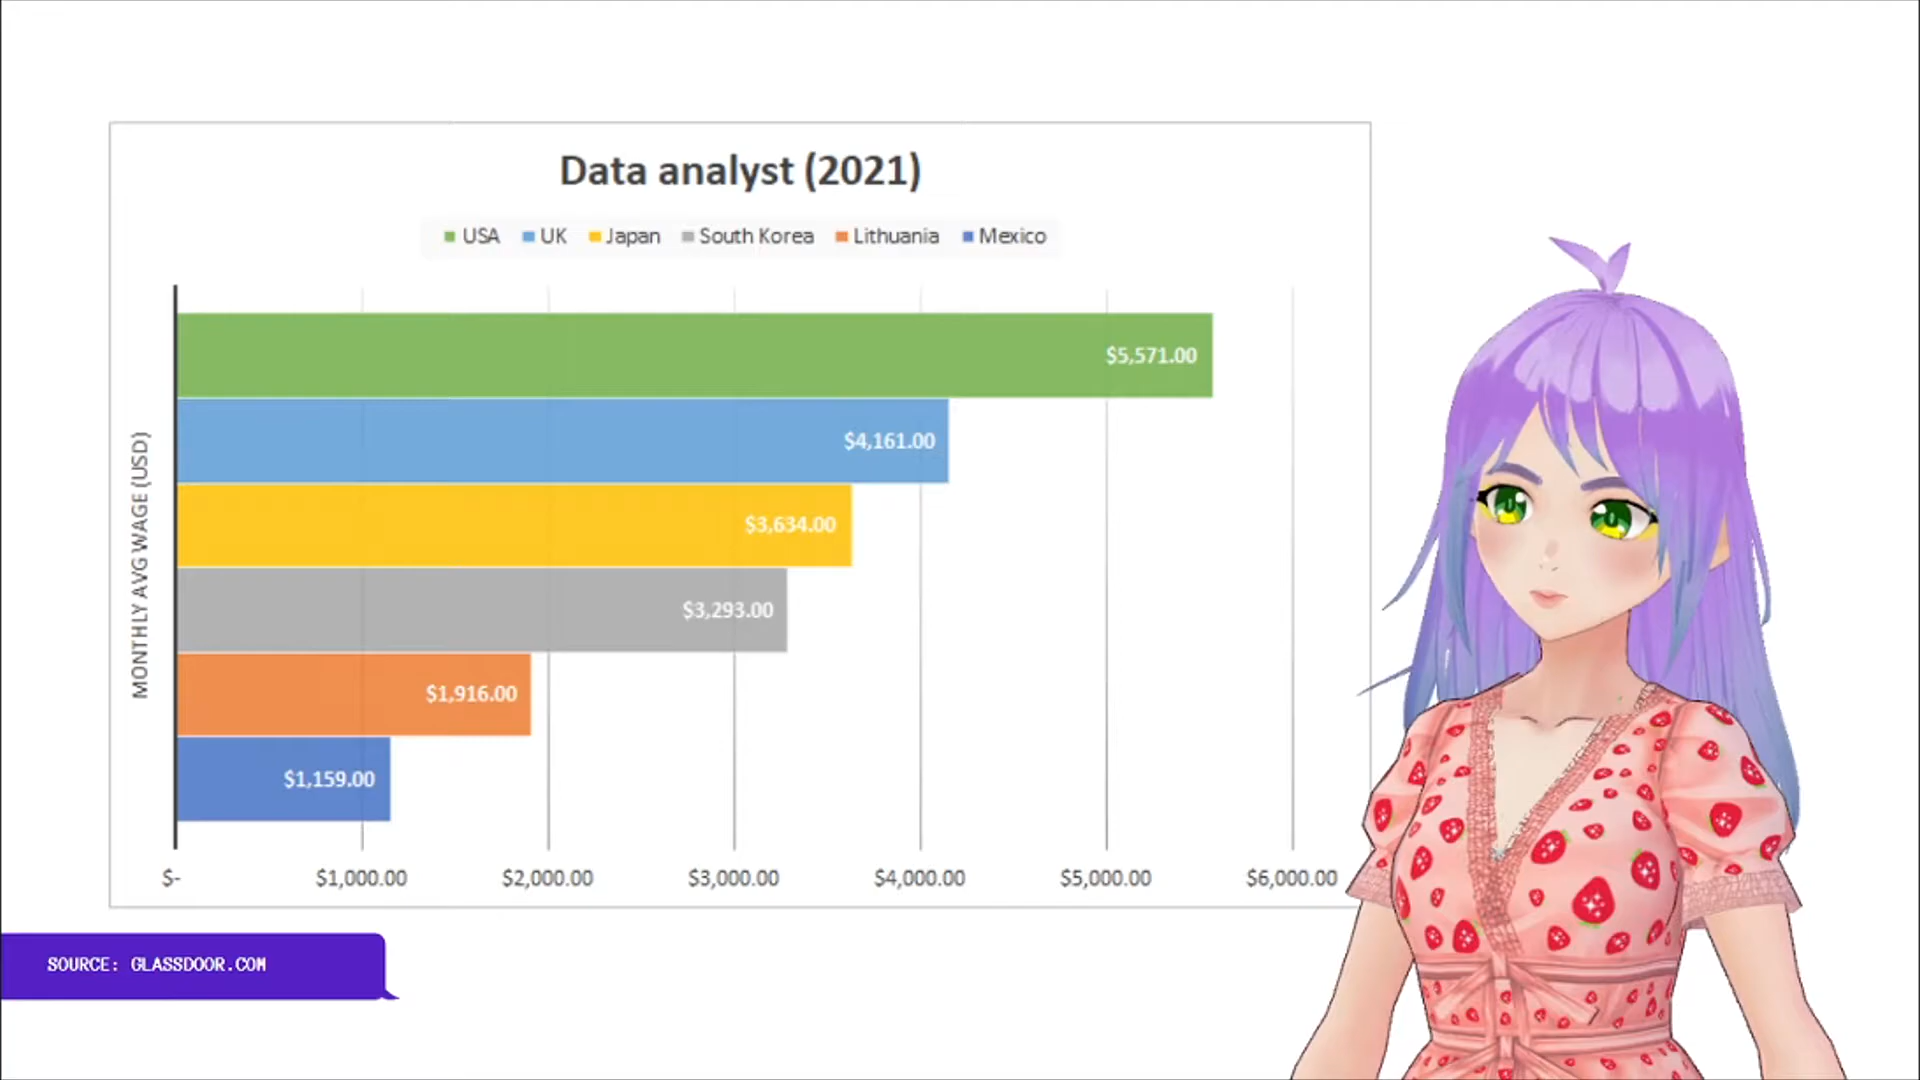 Data analyst (2021)
USA UK Japan South Korea Lithuania Mexico
MONTHLY AVG WAGE (USD)
$5,571.00
$4,161.00
$3,634.00
$3,293.00
$1,916.00
$1,159.00
$- $1,000.00 $2,000.00 $3,000.00 $4,000.00 $5,000.00 $6,000.00
SOURCE: GLASSDOOR.COM